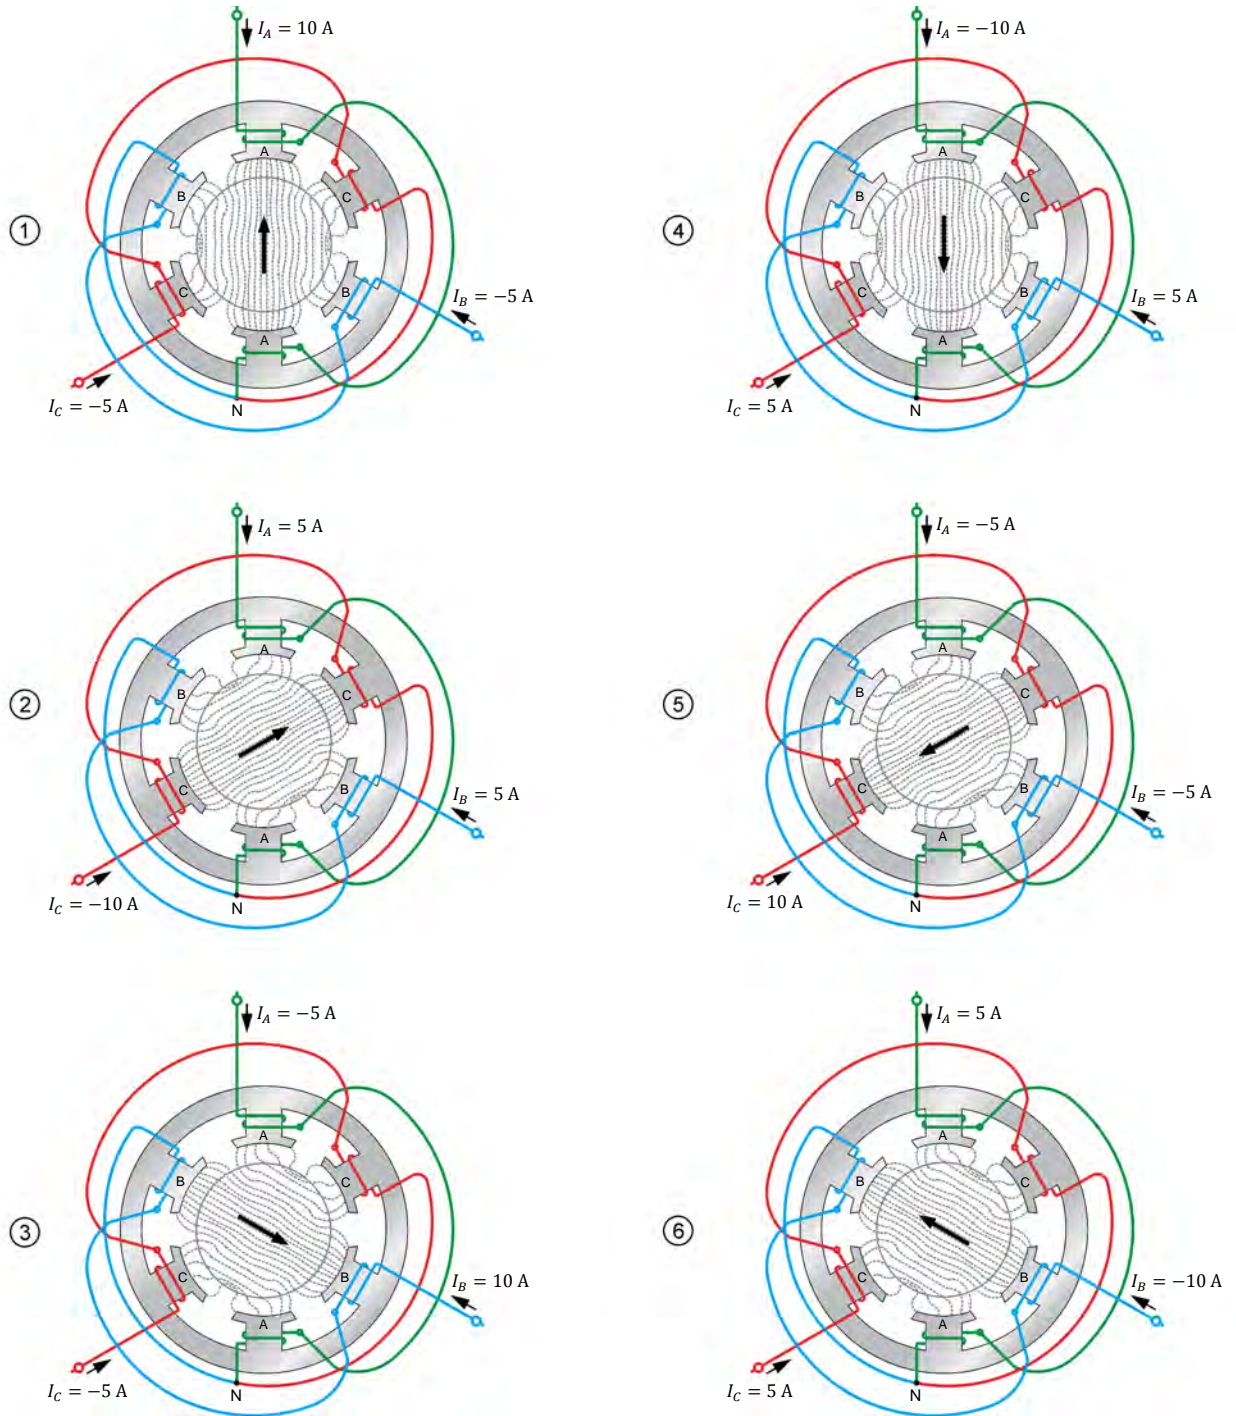 I_A = 10 A
A
B
C
1
C
B
A
I_B = −5 A
I_C = −5 A
N
I_A = −10 A
A
B
C
4
C
B
A
I_B = 5 A
I_C = 5 A
N
I_A = 5 A
A
B
C
2
C
B
A
I_B = 5 A
I_C = −10 A
N
I_A = −5 A
A
B
C
5
C
B
A
I_B = −5 A
I_C = 10 A
N
I_A = −5 A
A
B
C
3
C
B
A
I_B = 10 A
I_C = −5 A
N
I_A = 5 A
A
B
C
6
C
B
A
I_B = −10 A
I_C = 5 A
N